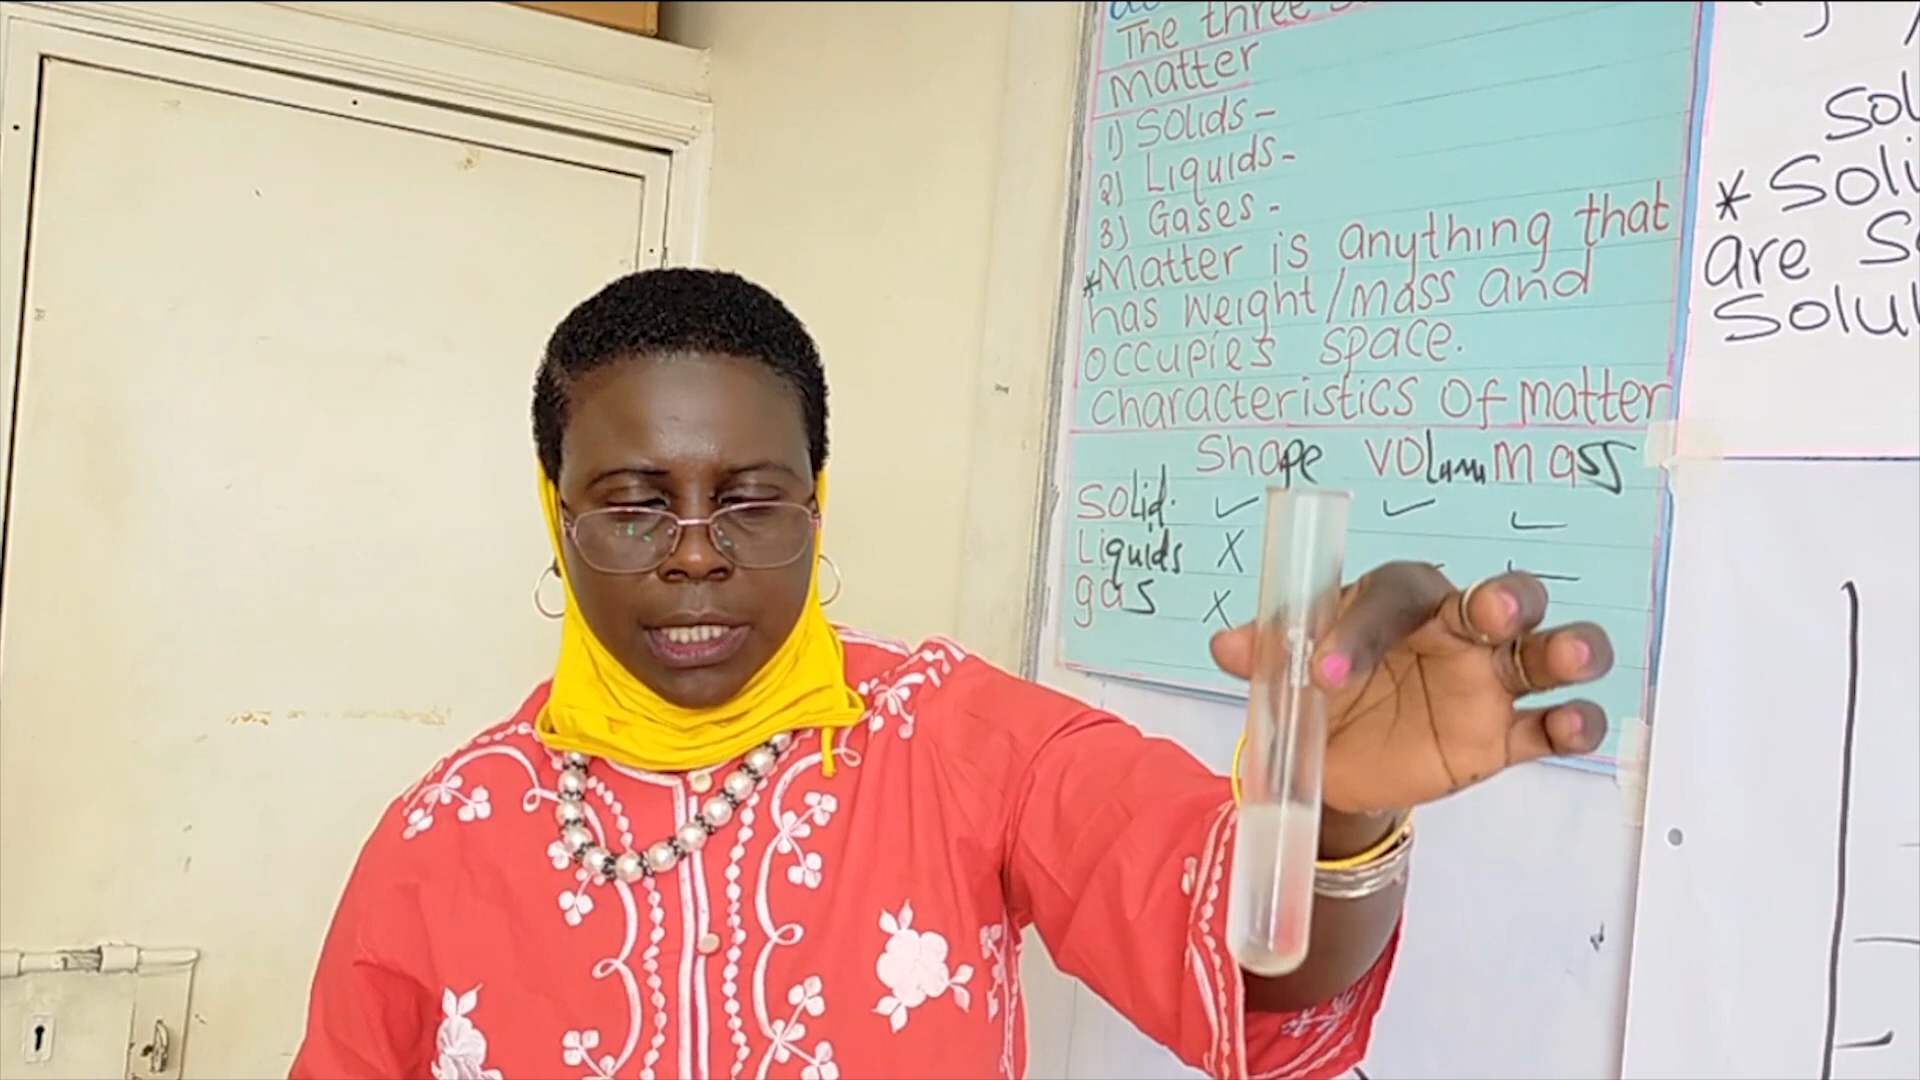 The three
matter
1) Solids -
2) Liquids -
3) Gases -
*Matter is anything that
has weight/mass and
occupies space.
Characteristics of matter
Shape Volume mass
Solid. ✓ ✓ ✓
Liquids X
gas X
Sol
* Soli
are S
Solu